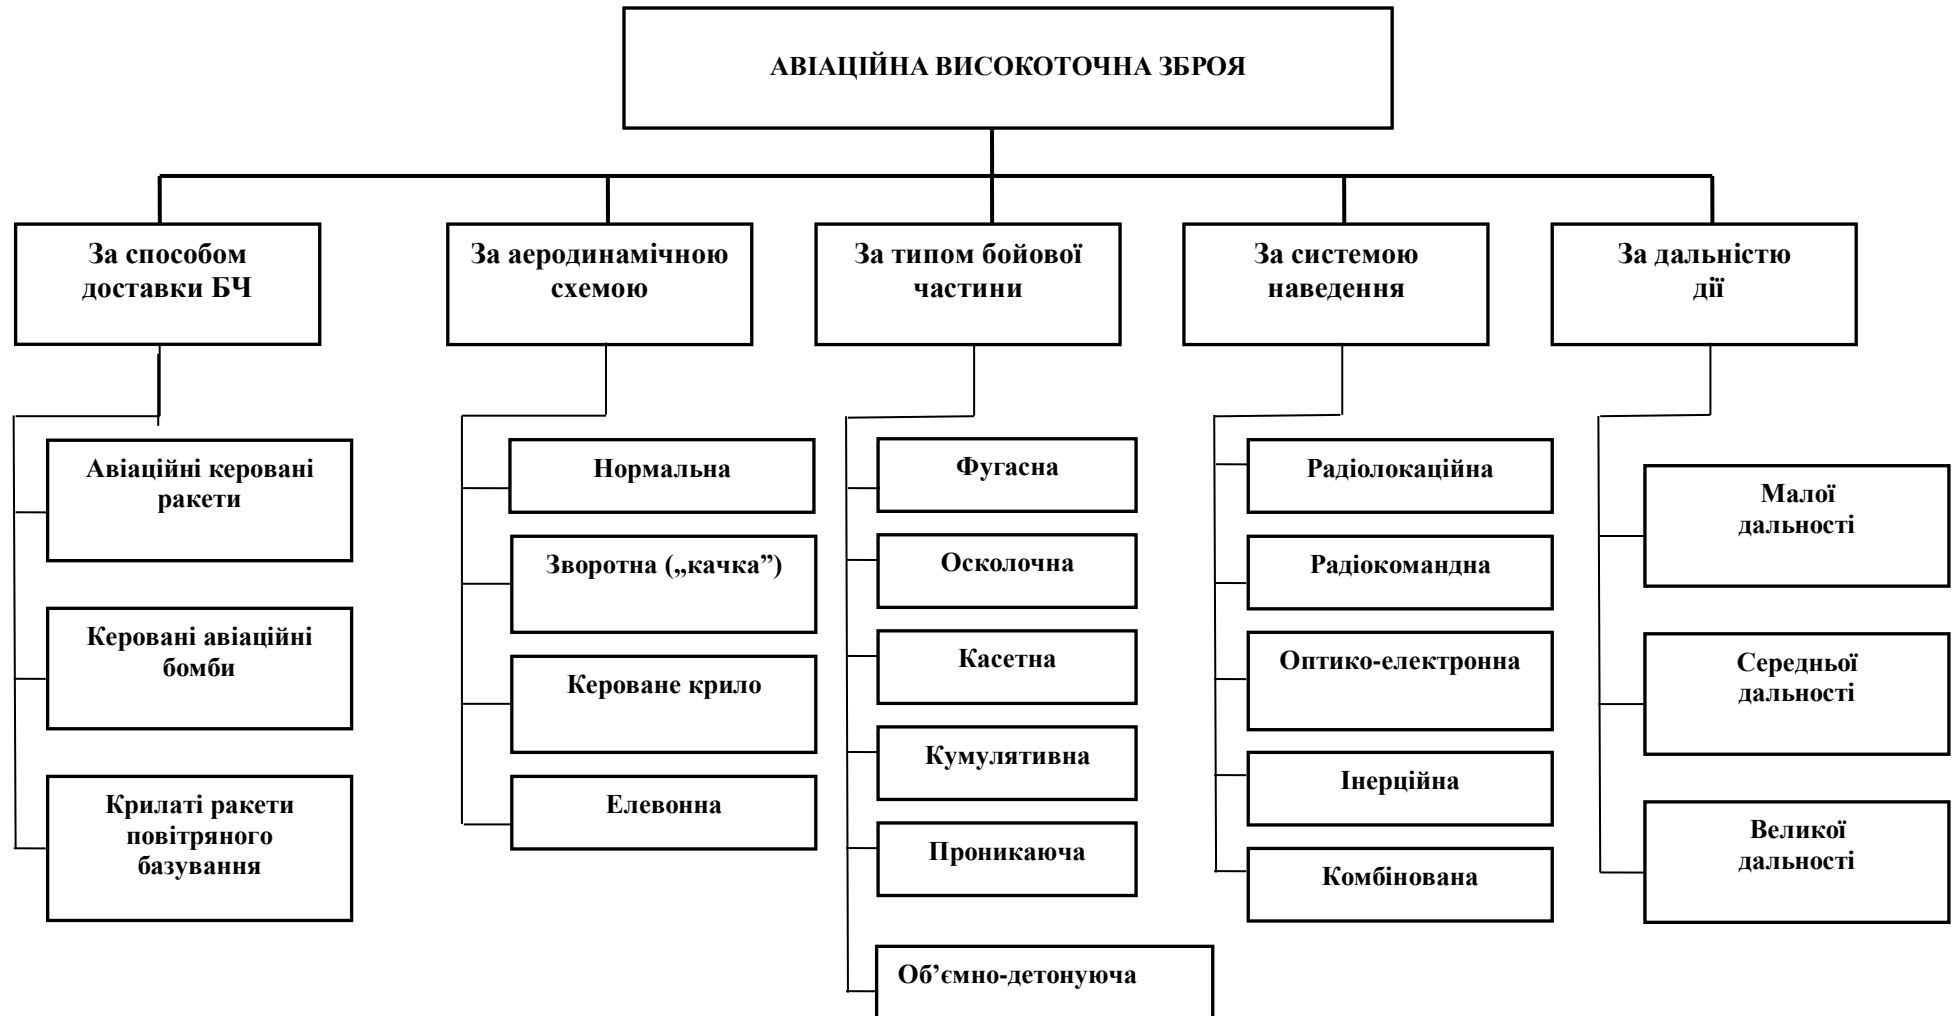 АВІАЦІЙНА ВИСОКОТОЧНА ЗБРОЯ
За способом
доставки БЧ
За аеродинамічною
схемою
За типом бойової
частини
За системою
наведення
За дальністю
дії
Авіаційні керовані
ракети
Керовані авіаційні
бомби
Крилаті ракети
повітряного
базування
Нормальна
Зворотна („качка”)
Кероване крило
Елевонна
Фугасна
Осколочна
Касетна
Кумулятивна
Проникаюча
Об’ємно-детонуюча
Радіолокаційна
Радіокомандна
Оптико-електронна
Інерційна
Комбінована
Малої
дальності
Середньої
дальності
Великої
дальності